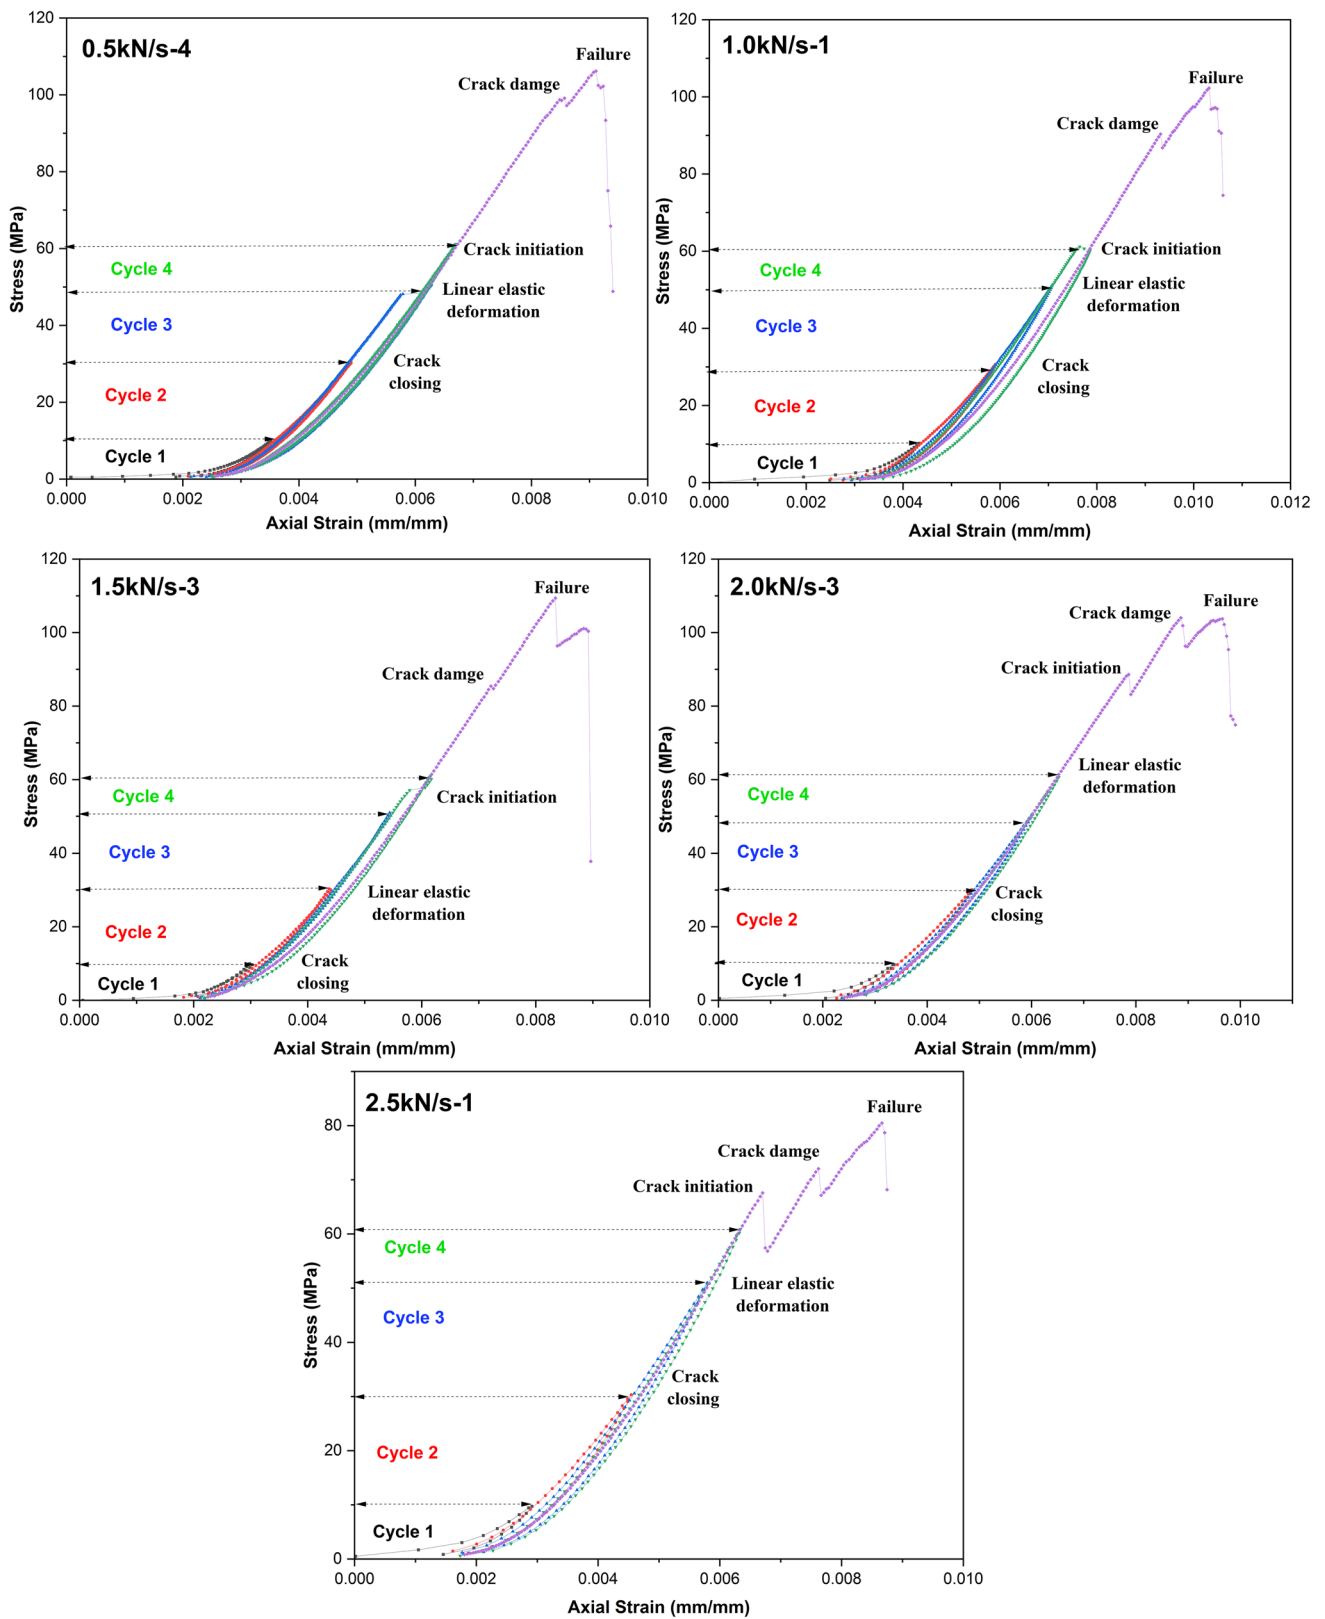 0.5kN/s-4
Failure
Crack damge
Crack initiation
Linear elastic
deformation
Crack
closing
Cycle 4
Cycle 3
Cycle 2
Cycle 1
120
100
80
60
40
20
0
0.000 0.002 0.004 0.006 0.008 0.010
Stress (MPa)
Axial Strain (mm/mm)
1.0kN/s-1
Failure
Crack damge
Crack initiation
Linear elastic
deformation
Crack
closing
Cycle 4
Cycle 3
Cycle 2
Cycle 1
120
100
80
60
40
20
0
0.000 0.002 0.004 0.006 0.008 0.010 0.012
Stress (MPa)
Axial Strain (mm/mm)
1.5kN/s-3
Failure
Crack damge
Crack initiation
Linear elastic
deformation
Crack
closing
Cycle 4
Cycle 3
Cycle 2
Cycle 1
120
100
80
60
40
20
0
0.000 0.002 0.004 0.006 0.008 0.010
Stress (MPa)
Axial Strain (mm/mm)
2.0kN/s-3
Failure
Crack damge
Crack initiation
Linear elastic
deformation
Crack
closing
Cycle 4
Cycle 3
Cycle 2
Cycle 1
120
100
80
60
40
20
0
0.000 0.002 0.004 0.006 0.008 0.010
Stress (MPa)
Axial Strain (mm/mm)
2.5kN/s-1
Failure
Crack damge
Crack initiation
Linear elastic
deformation
Crack
closing
Cycle 4
Cycle 3
Cycle 2
Cycle 1
80
60
40
20
0
0.000 0.002 0.004 0.006 0.008 0.010
Stress (MPa)
Axial Strain (mm/mm)